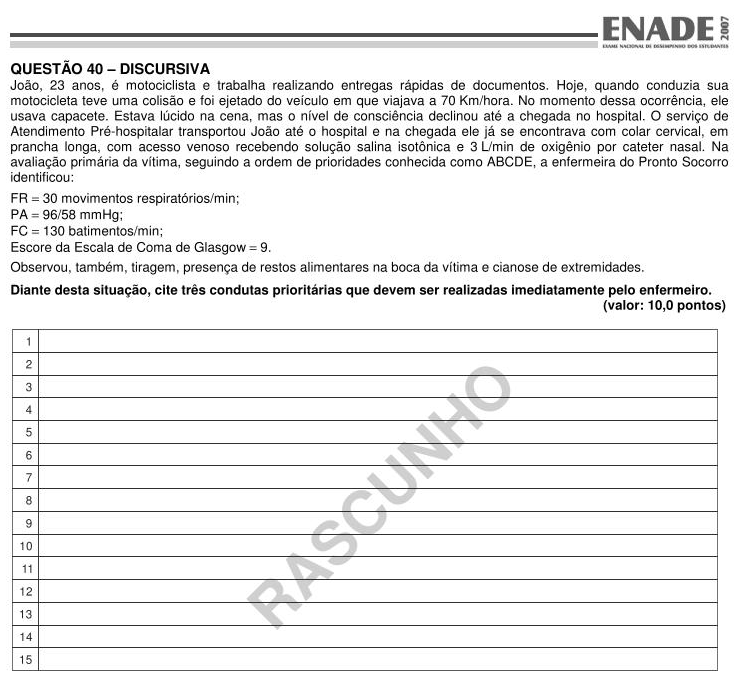 ENADE 2007
EXAME NACIONAL DE DESEMPENHO DOS ESTUDANTES
QUESTÃO 40 – DISCURSIVA
João, 23 anos, é motociclista e trabalha realizando entregas rápidas de documentos. Hoje, quando conduzia sua
motocicleta teve uma colisão e foi ejetado do veículo em que viajava a 70 Km/hora. No momento dessa ocorrência, ele
usava capacete. Estava lúcido na cena, mas o nível de consciência declinou até a chegada no hospital. O serviço de
Atendimento Pré-hospitalar transportou João até o hospital e na chegada ele já se encontrava com colar cervical, em
prancha longa, com acesso venoso recebendo solução salina isotônica e 3 L/min de oxigênio por cateter nasal. Na
avaliação primária da vítima, seguindo a ordem de prioridades conhecida como ABCDE, a enfermeira do Pronto Socorro
identificou:
FR = 30 movimentos respiratórios/min;
PA = 96/58 mmHg;
FC = 130 batimentos/min;
Escore da Escala de Coma de Glasgow = 9.
Observou, também, tiragem, presença de restos alimentares na boca da vítima e cianose de extremidades.
Diante desta situação, cite três condutas prioritárias que devem ser realizadas imediatamente pelo enfermeiro.
(valor: 10,0 pontos)
1
2
3
4
5
6
7
8
9
10
11
12
13
14
15
RASCUNHO